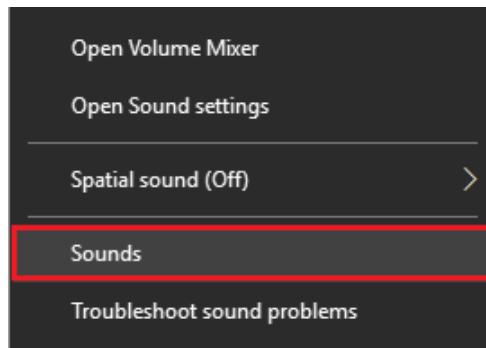 Open Volume Mixer
Open Sound settings
Spatial sound (Off)
Sounds
Troubleshoot sound problems